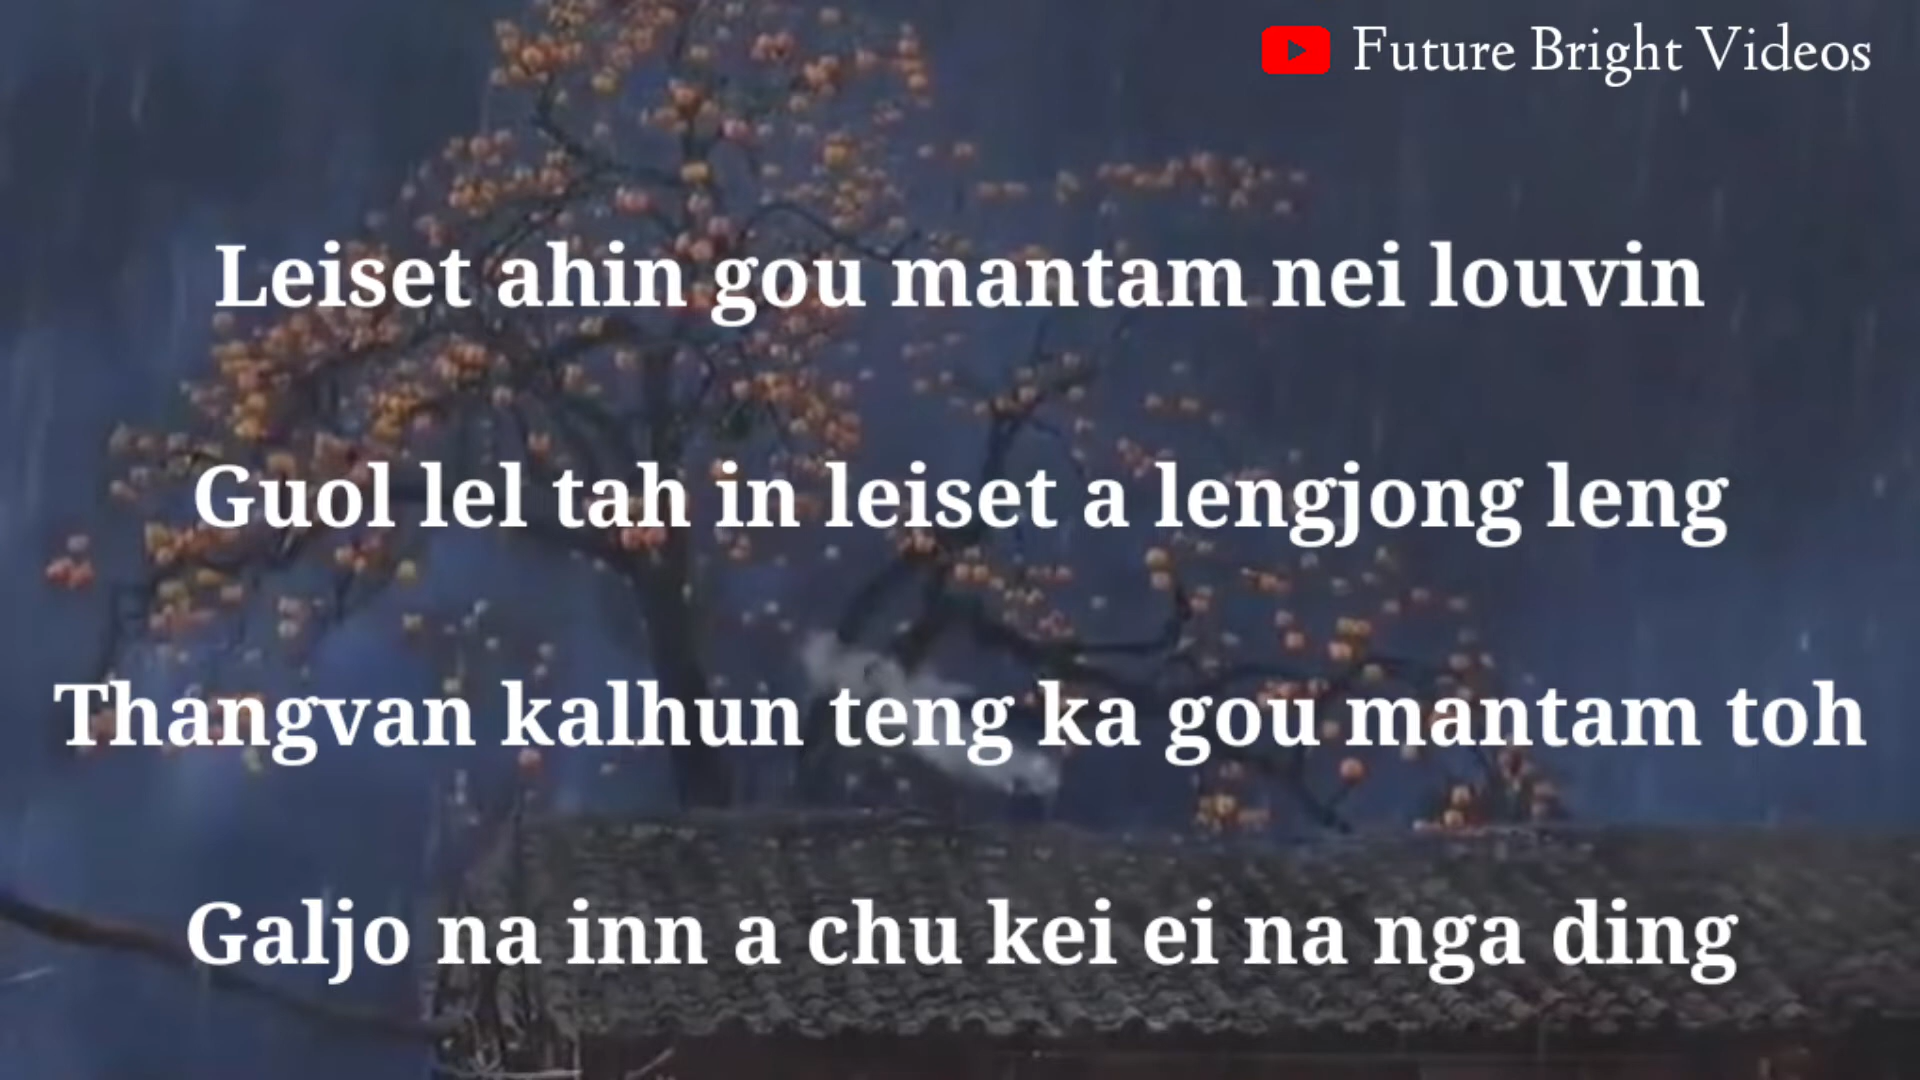 Future Bright Videos
Leiset ahin gou mantam nei louvin
Guol lel tah in leiset a lengjong leng
Thangvan kalhun teng ka gou mantam toh
Galjo na inn a chu kei ei na nga ding